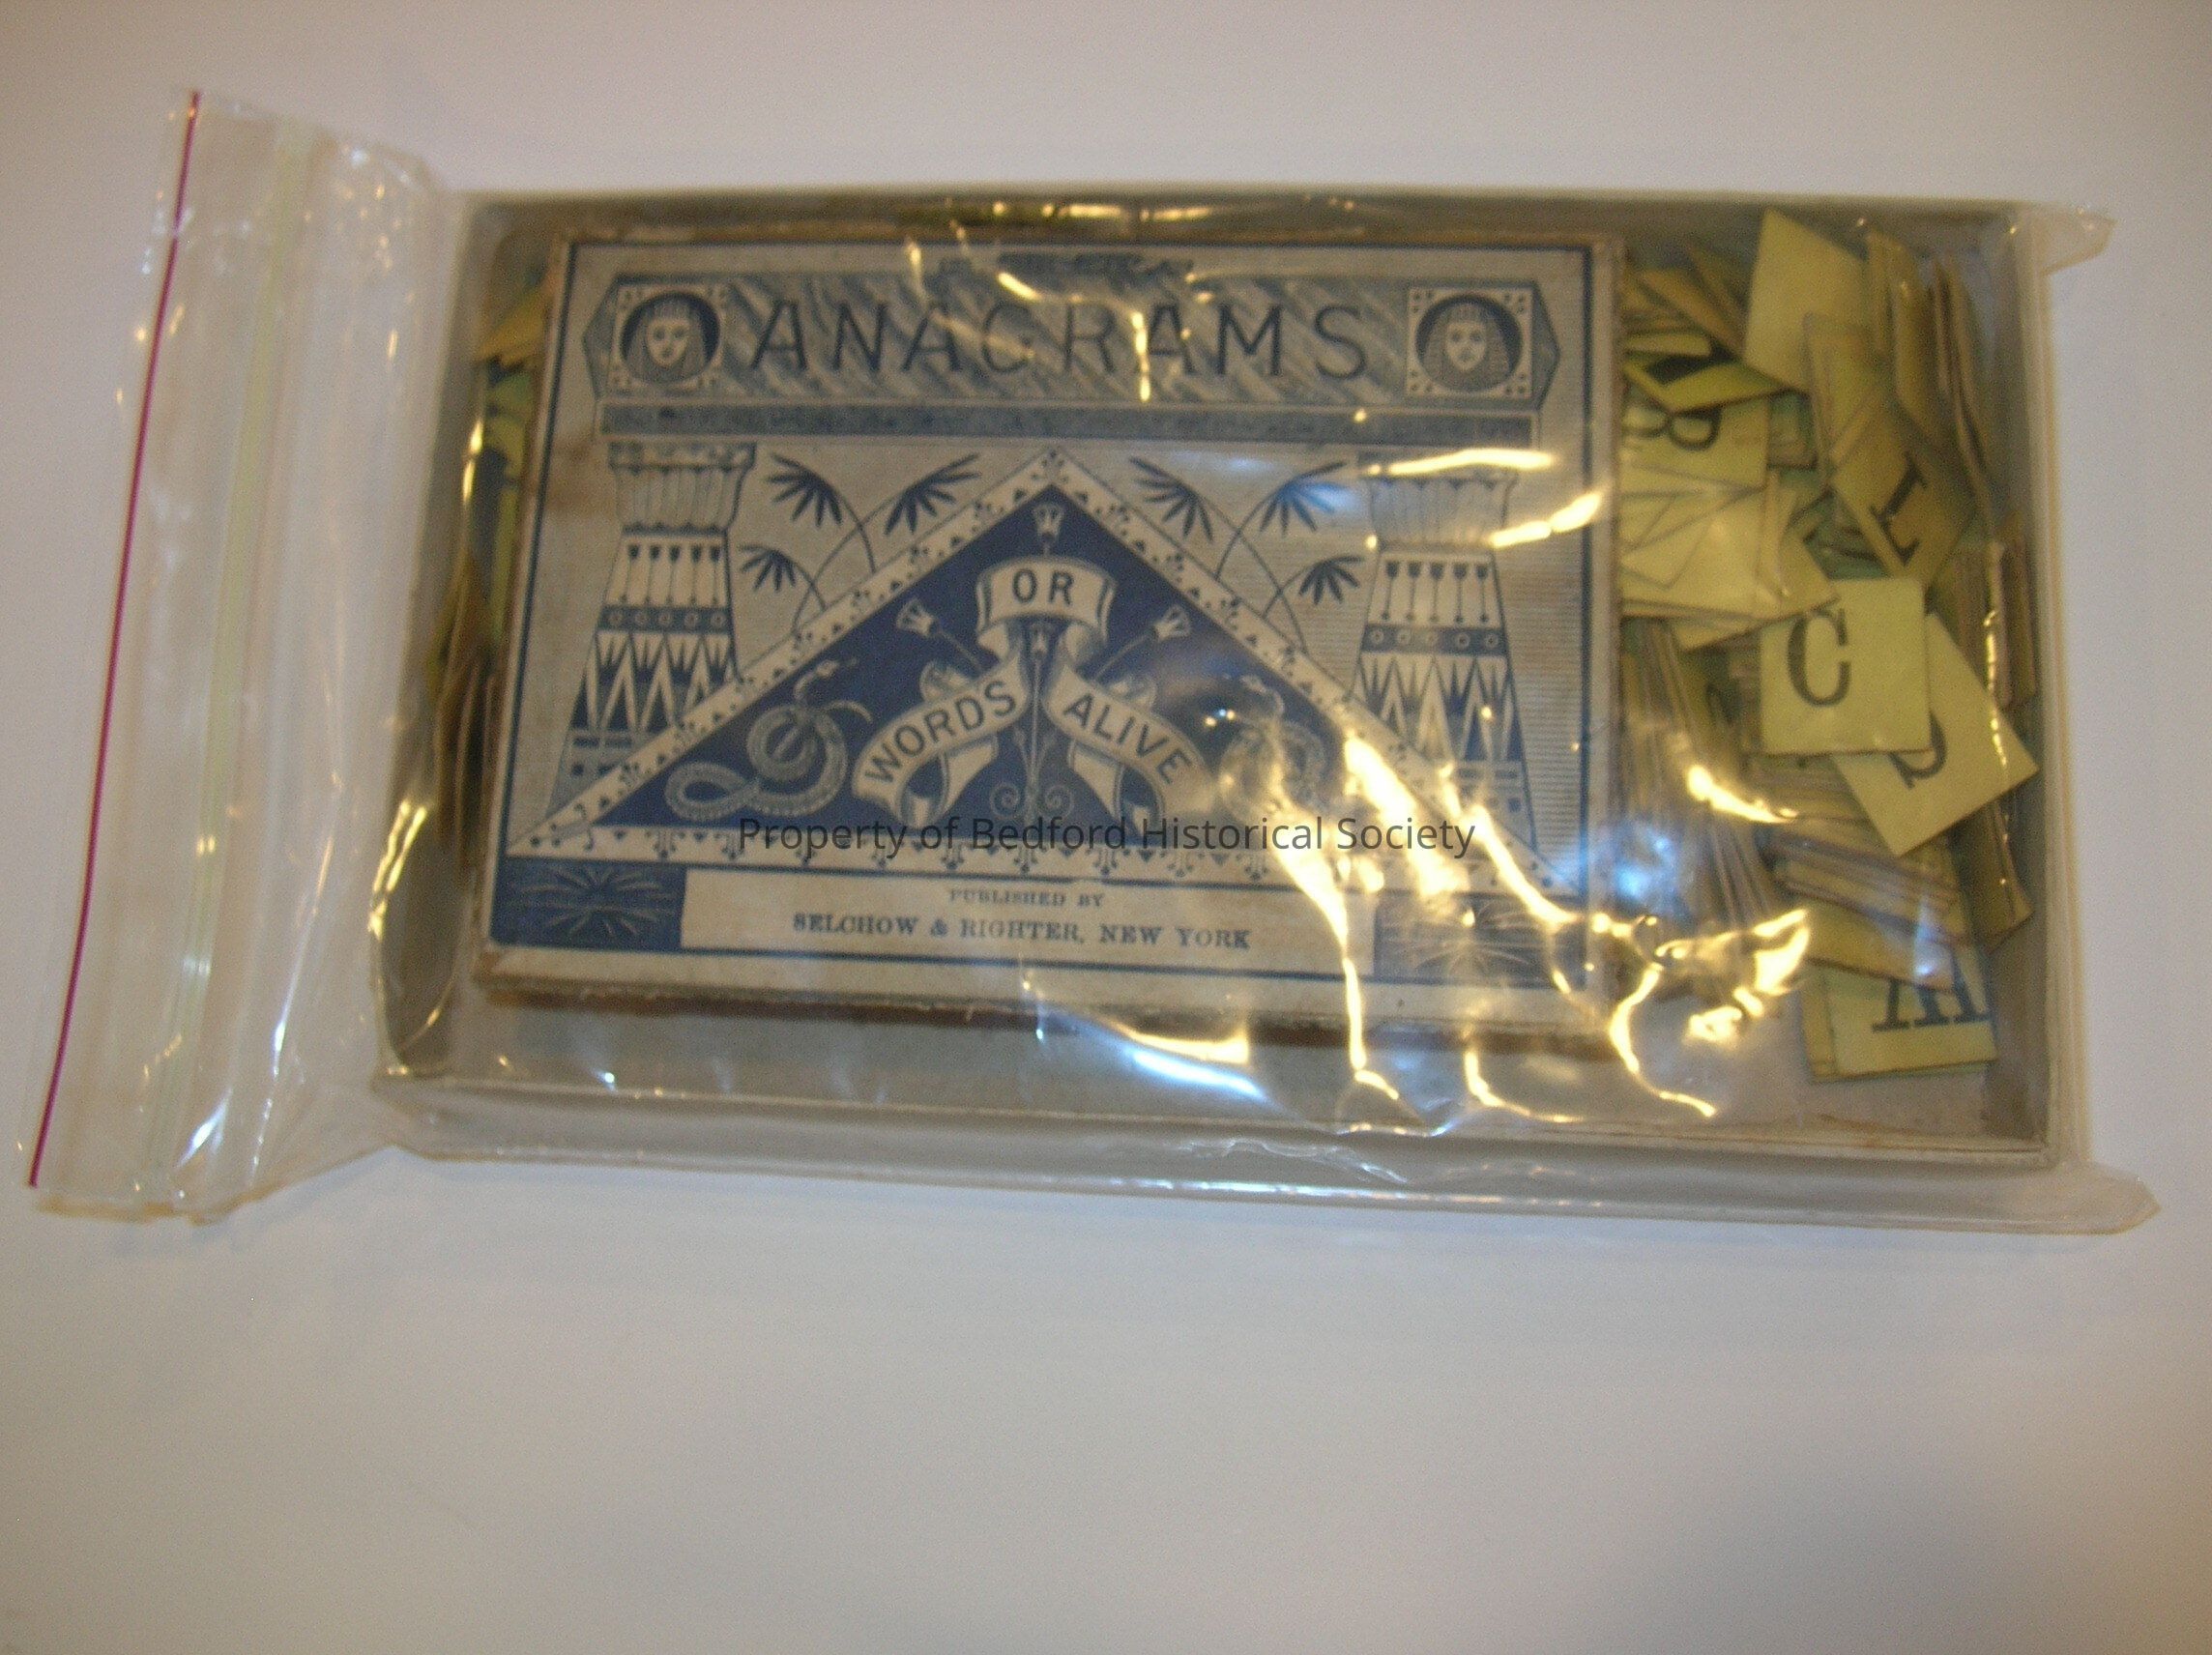 ANAGRAMS
OR
WORDS ALIVE
Property of Bedford Historical Society
PUBLISHED BY
SELCHOW & RIGHTER, NEW YORK
B
I
C